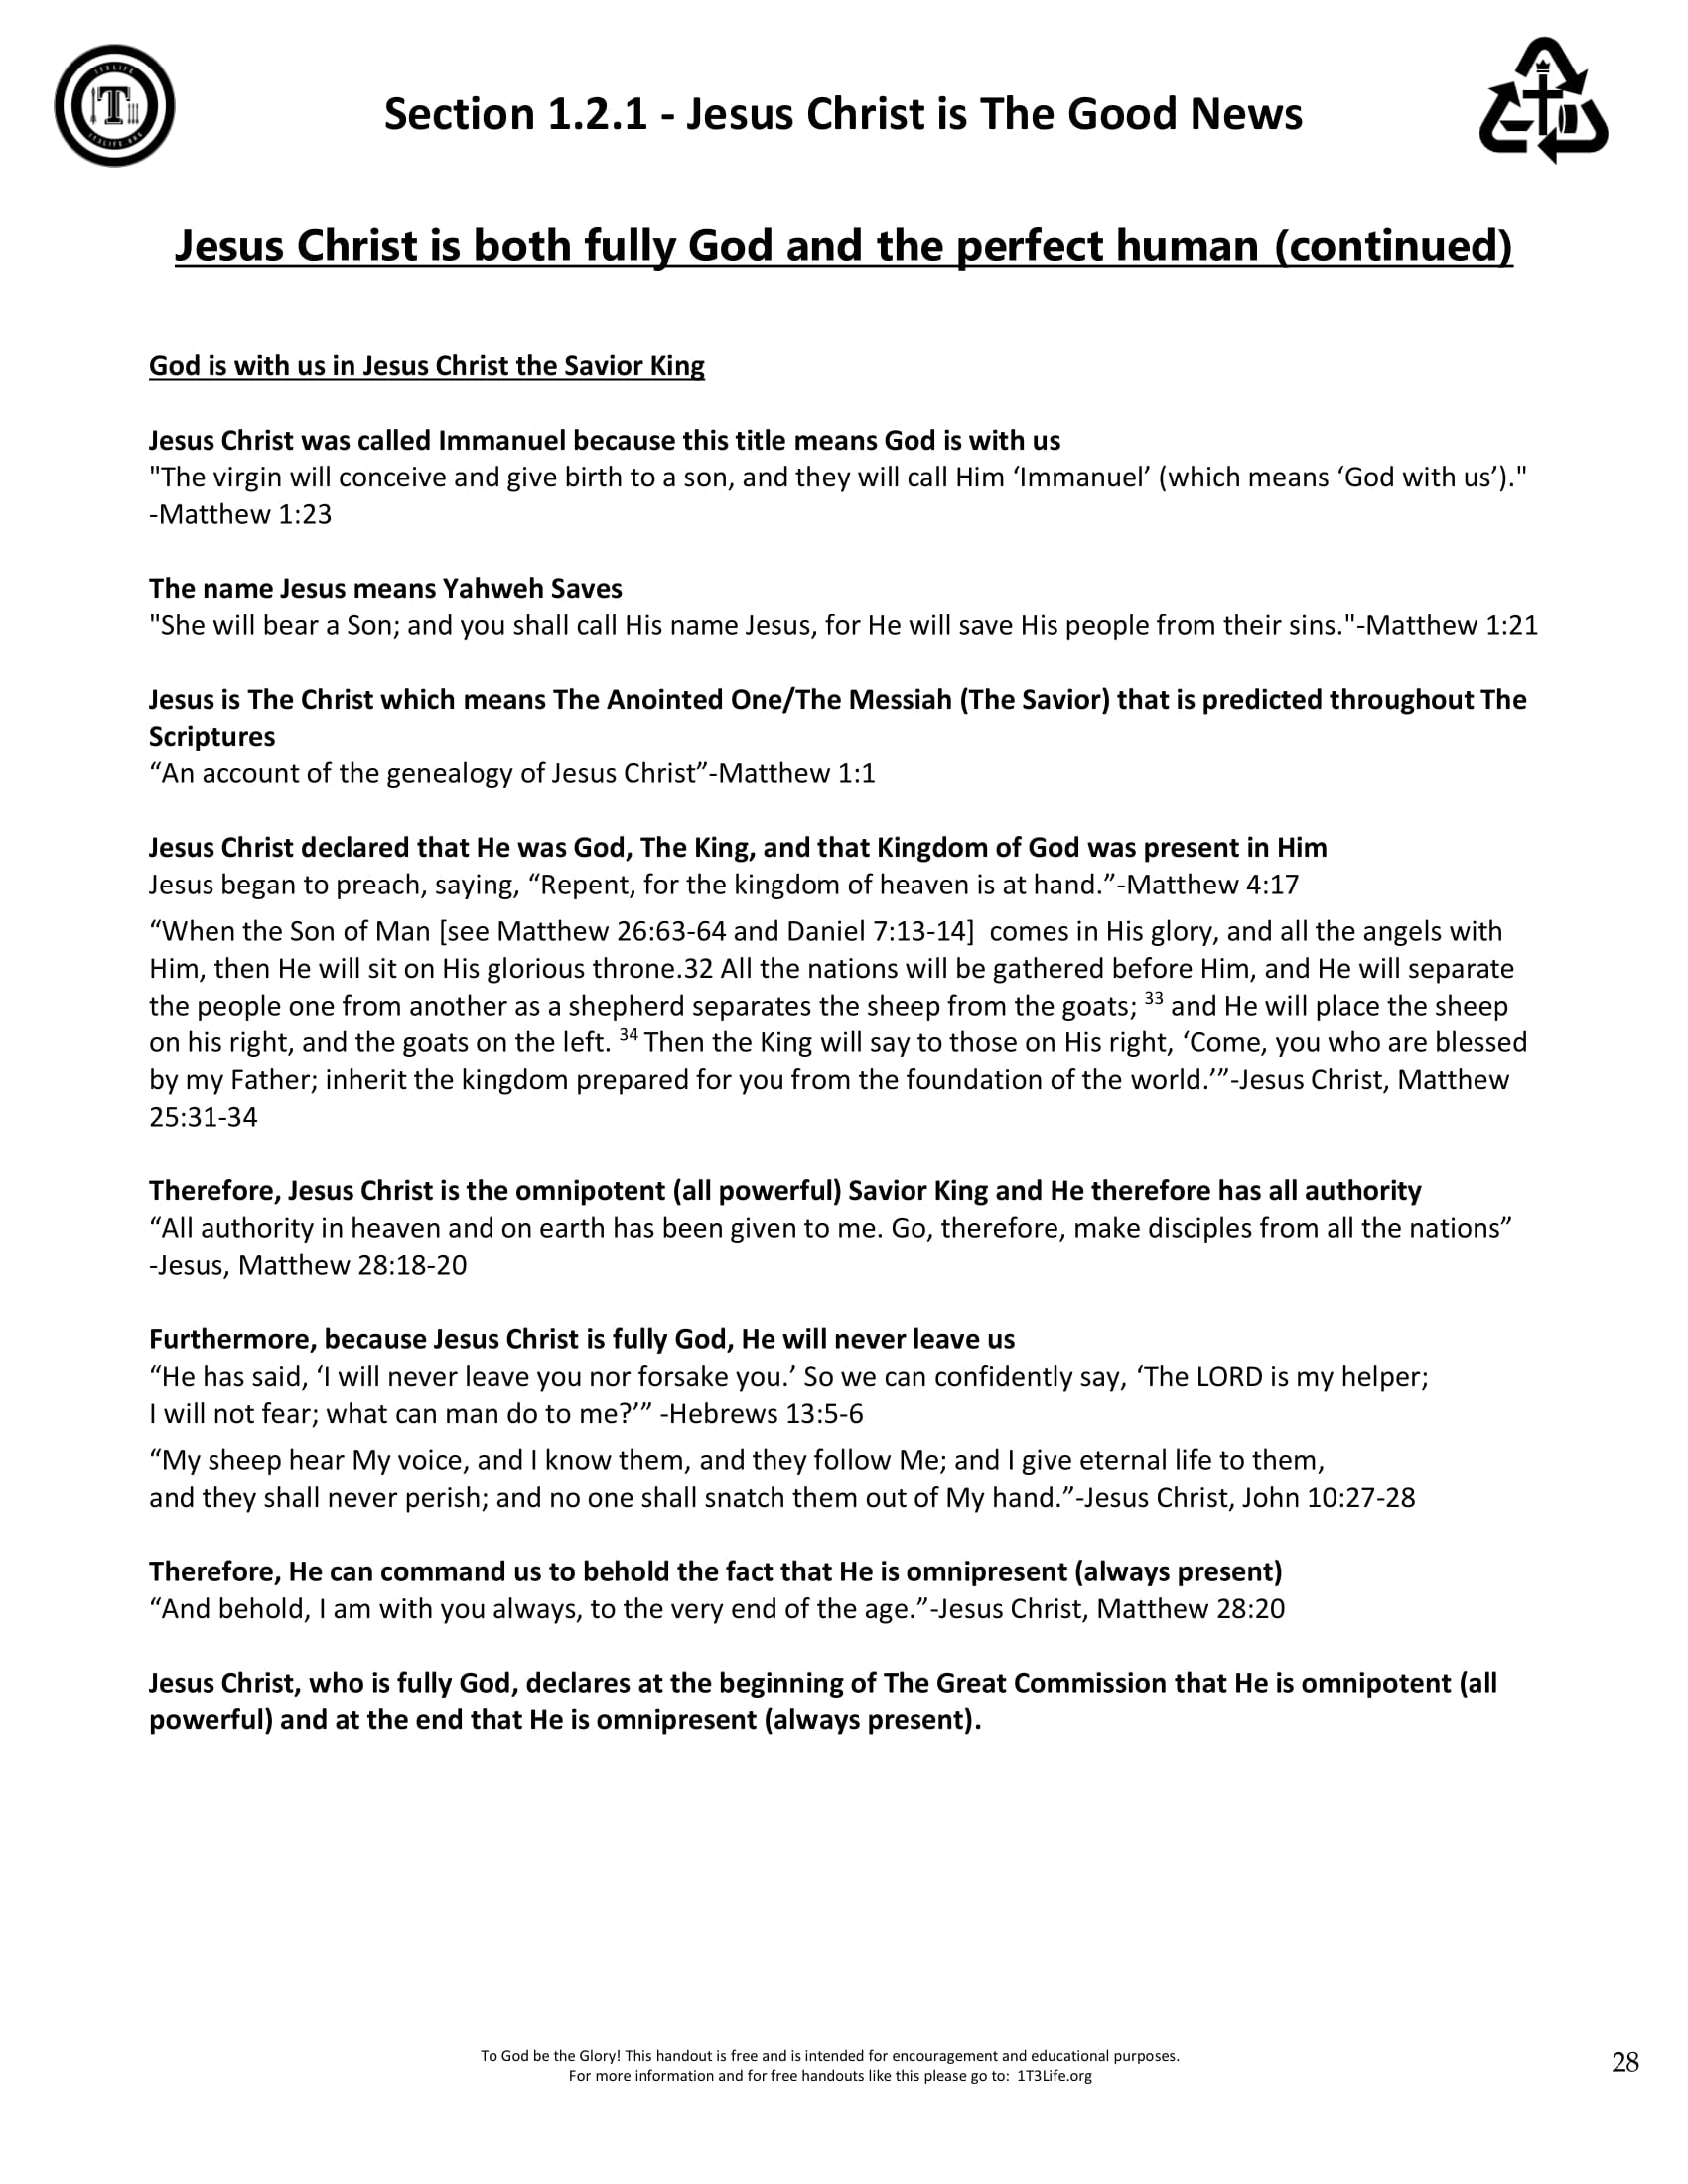 Section 1.2.1 - Jesus Christ is The Good News
Jesus Christ is both fully God and the perfect human (continued)
God is with us in Jesus Christ the Savior King
Jesus Christ was called Immanuel because this title means God is with us
"The virgin will conceive and give birth to a son, and they will call Him ‘Immanuel’ (which means ‘God with us’)."
-Matthew 1:23
The name Jesus means Yahweh Saves
"She will bear a Son; and you shall call His name Jesus, for He will save His people from their sins."-Matthew 1:21
Jesus is The Christ which means The Anointed One/The Messiah (The Savior) that is predicted throughout The
Scriptures
“An account of the genealogy of Jesus Christ”-Matthew 1:1
Jesus Christ declared that He was God, The King, and that Kingdom of God was present in Him
Jesus began to preach, saying, “Repent, for the kingdom of heaven is at hand.”-Matthew 4:17
“When the Son of Man [see Matthew 26:63-64 and Daniel 7:13-14]  comes in His glory, and all the angels with
Him, then He will sit on His glorious throne.32 All the nations will be gathered before Him, and He will separate
the people one from another as a shepherd separates the sheep from the goats; 33 and He will place the sheep
on his right, and the goats on the left. 34 Then the King will say to those on His right, ‘Come, you who are blessed
by my Father; inherit the kingdom prepared for you from the foundation of the world.’”-Jesus Christ, Matthew
25:31-34
Therefore, Jesus Christ is the omnipotent (all powerful) Savior King and He therefore has all authority
“All authority in heaven and on earth has been given to me. Go, therefore, make disciples from all the nations”
-Jesus, Matthew 28:18-20
Furthermore, because Jesus Christ is fully God, He will never leave us
“He has said, ‘I will never leave you nor forsake you.’ So we can confidently say, ‘The LORD is my helper;
I will not fear; what can man do to me?’” -Hebrews 13:5-6
“My sheep hear My voice, and I know them, and they follow Me; and I give eternal life to them,
and they shall never perish; and no one shall snatch them out of My hand.”-Jesus Christ, John 10:27-28
Therefore, He can command us to behold the fact that He is omnipresent (always present)
“And behold, I am with you always, to the very end of the age.”-Jesus Christ, Matthew 28:20
Jesus Christ, who is fully God, declares at the beginning of The Great Commission that He is omnipotent (all
powerful) and at the end that He is omnipresent (always present).
To God be the Glory! This handout is free and is intended for encouragement and educational purposes.
For more information and for free handouts like this please go to:  1T3Life.org
28
1T3LIFE
T
1T3LIFE.ORG